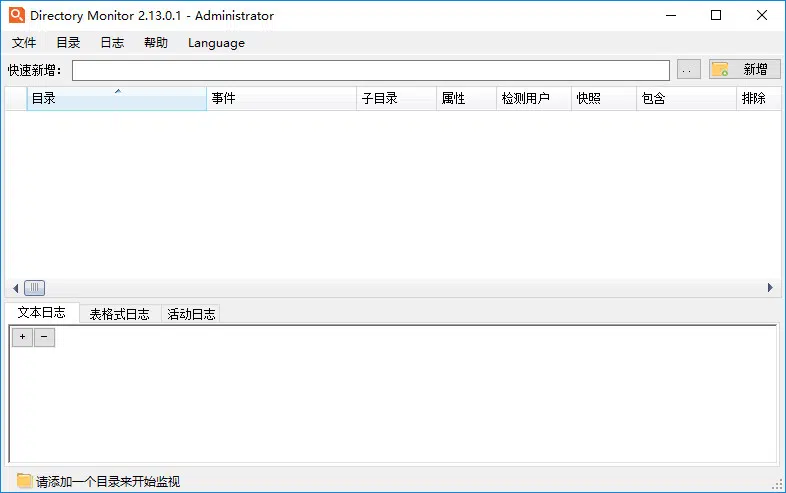 Directory Monitor 2.13.0.1 - Administrator
文件 目录 日志 帮助 Language
快速新增： .. 新增
目录 事件 子目录 属性 检测用户 快照 包含 排除
文本日志 表格式日志 活动日志
+ −
请添加一个目录来开始监视